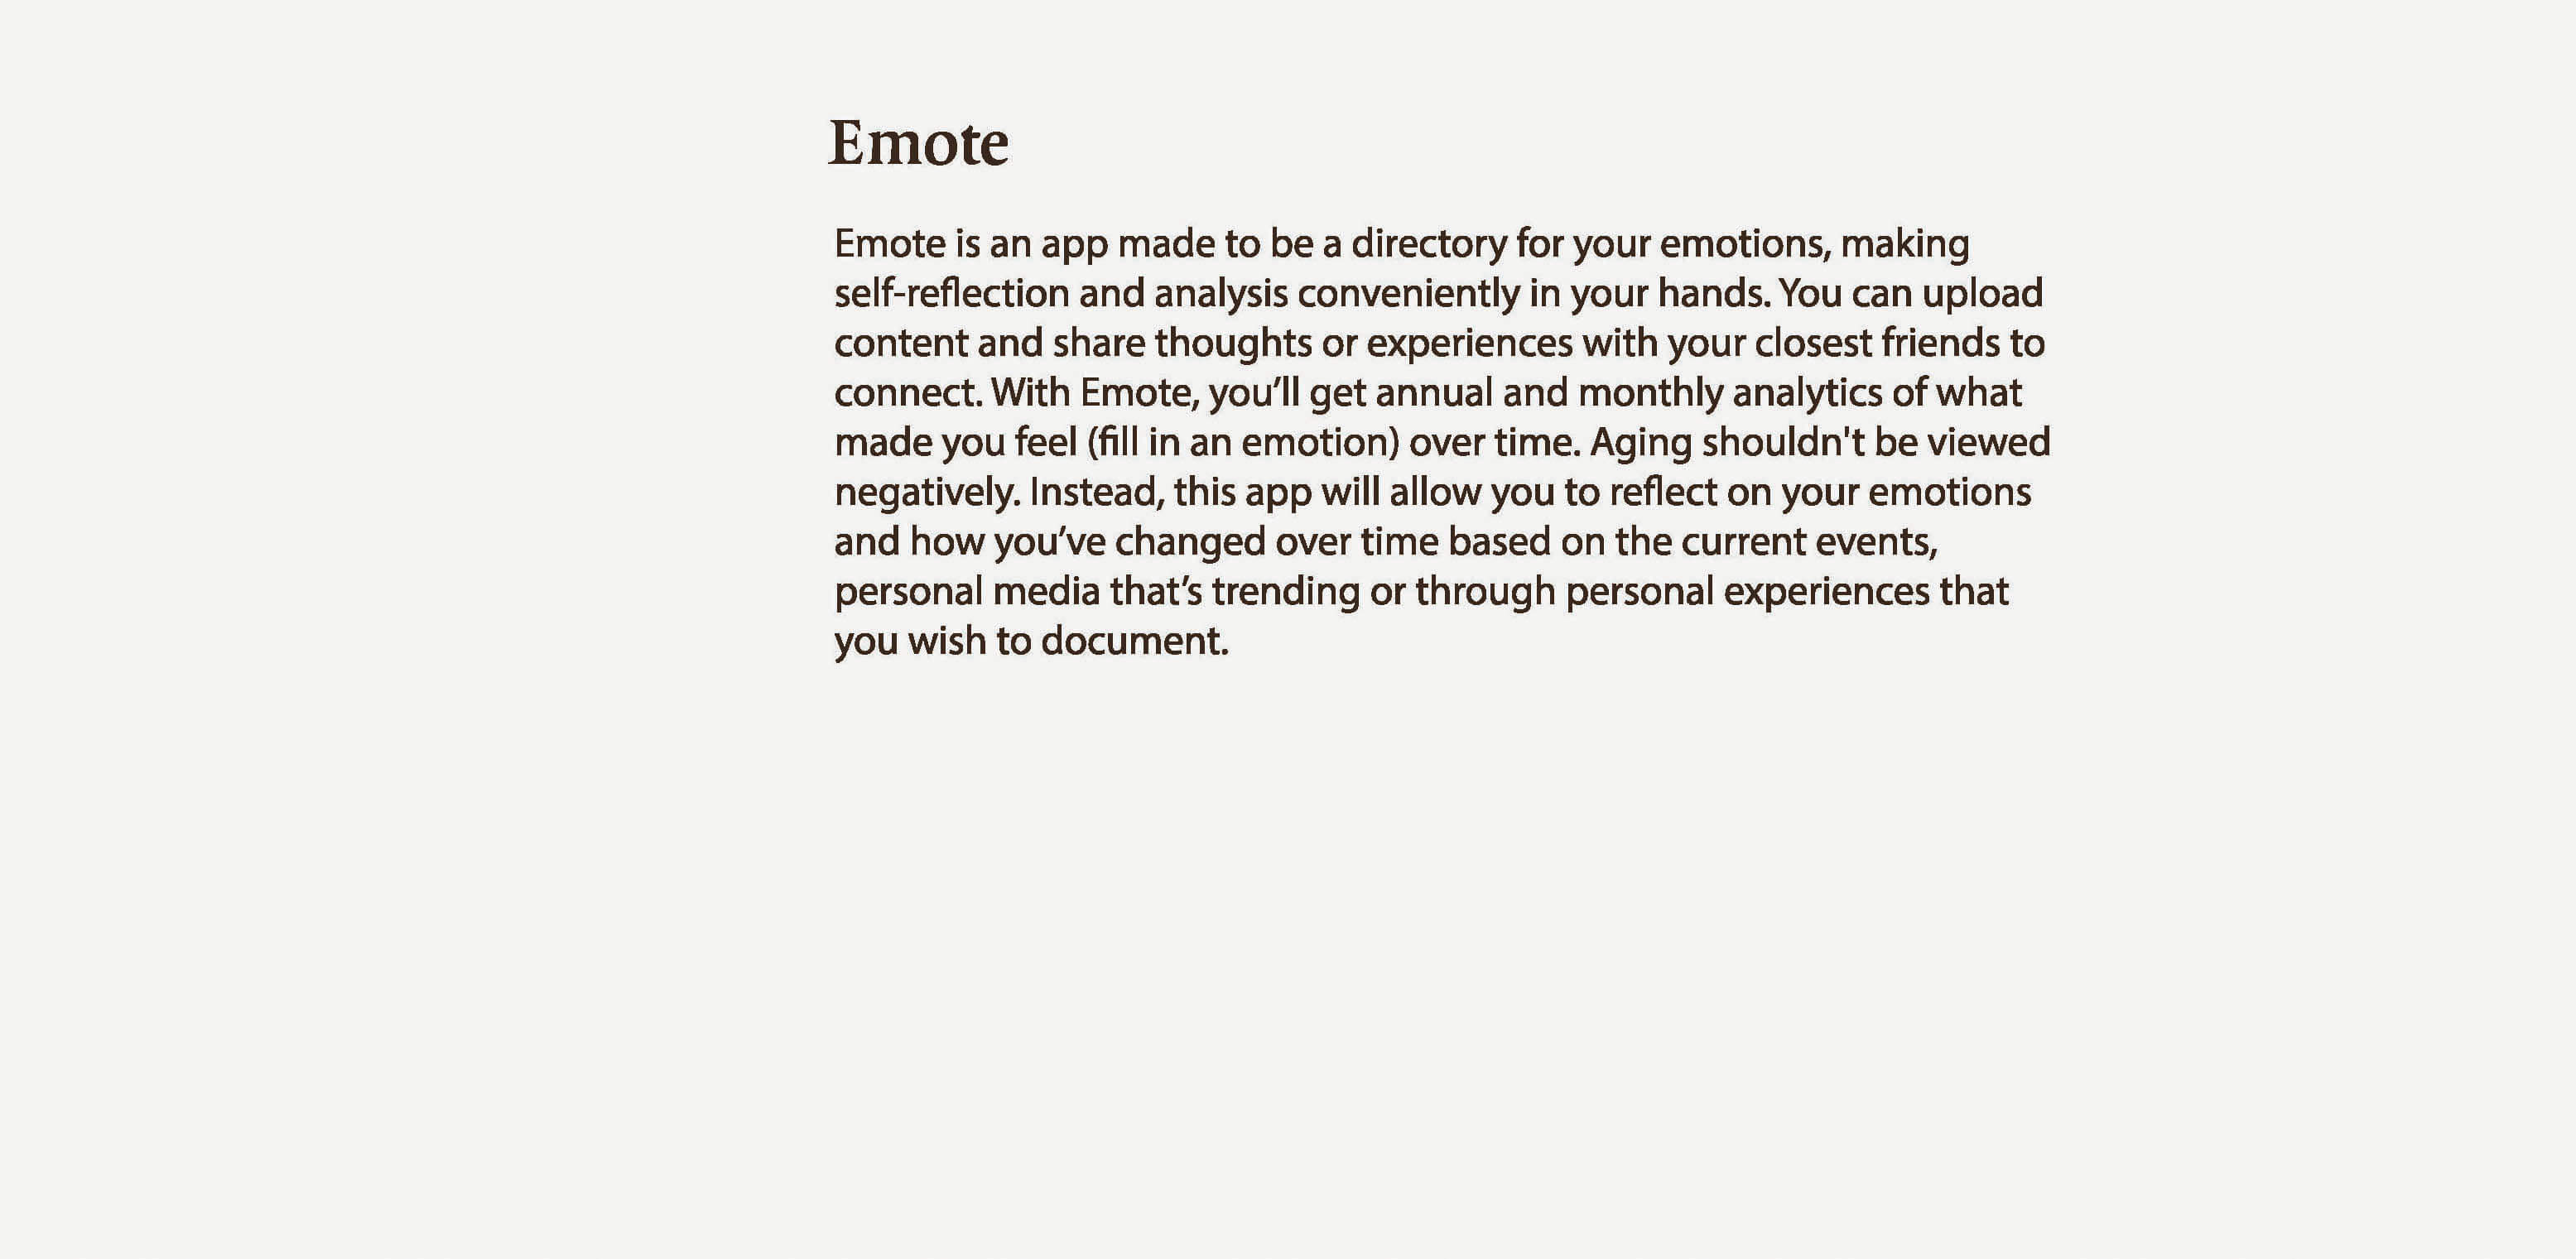 Emote
Emote is an app made to be a directory for your emotions, making
self-reflection and analysis conveniently in your hands. You can upload
content and share thoughts or experiences with your closest friends to
connect. With Emote, you’ll get annual and monthly analytics of what
made you feel (fill in an emotion) over time. Aging shouldn't be viewed
negatively. Instead, this app will allow you to reflect on your emotions
and how you’ve changed over time based on the current events,
personal media that’s trending or through personal experiences that
you wish to document.